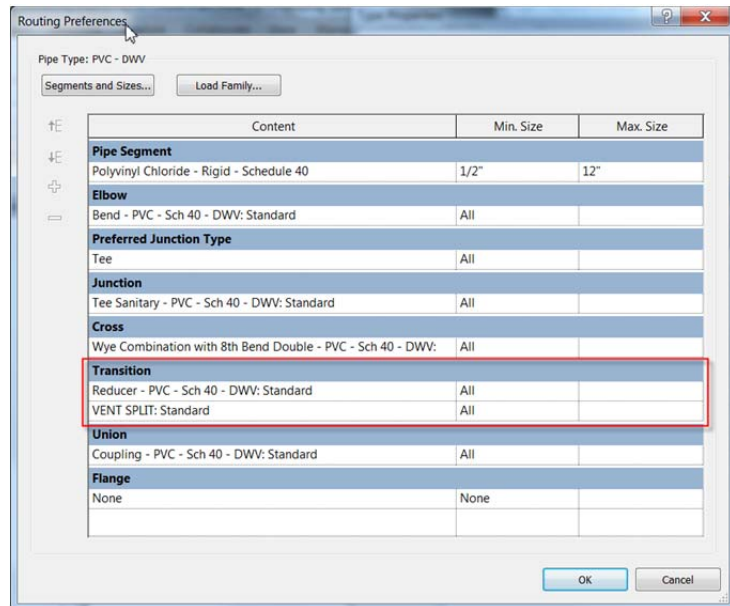 Routing Preferences
Pipe Type: PVC - DWV
Segments and Sizes... Load Family...
Content Min. Size Max. Size
Pipe Segment
Polyvinyl Chloride - Rigid - Schedule 40 1/2" 12"
Elbow
Bend - PVC - Sch 40 - DWV: Standard All
Preferred Junction Type
Tee All
Junction
Tee Sanitary - PVC - Sch 40 - DWV: Standard All
Cross
Wye Combination with 8th Bend Double - PVC - Sch 40 - DWV: All
Transition
Reducer - PVC - Sch 40 - DWV: Standard All
VENT SPLIT: Standard All
Union
Coupling - PVC - Sch 40 - DWV: Standard All
Flange
None None
OK Cancel